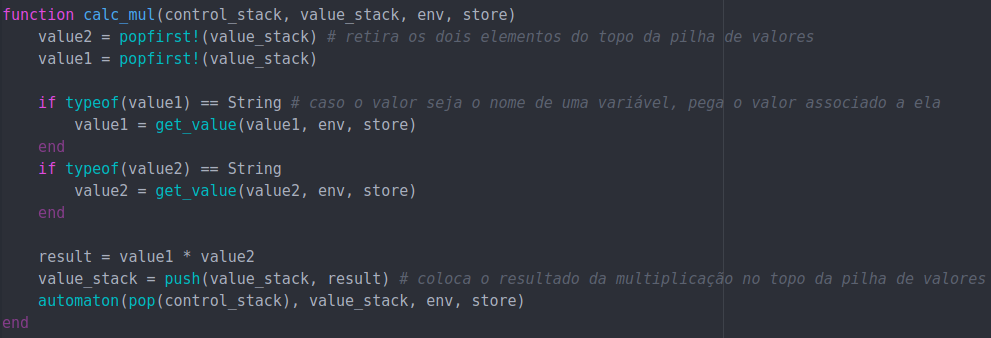 function calc_mul(control_stack, value_stack, env, store)
    value2 = popfirst!(value_stack) # retira os dois elementos do topo da pilha de valores
    value1 = popfirst!(value_stack)

    if typeof(value1) == String # caso o valor seja o nome de uma variável, pega o valor associado a ela
        value1 = get_value(value1, env, store)
    end
    if typeof(value2) == String
        value2 = get_value(value2, env, store)
    end

    result = value1 * value2
    value_stack = push(value_stack, result) # coloca o resultado da multiplicação no topo da pilha de valores
    automaton(pop(control_stack), value_stack, env, store)
end